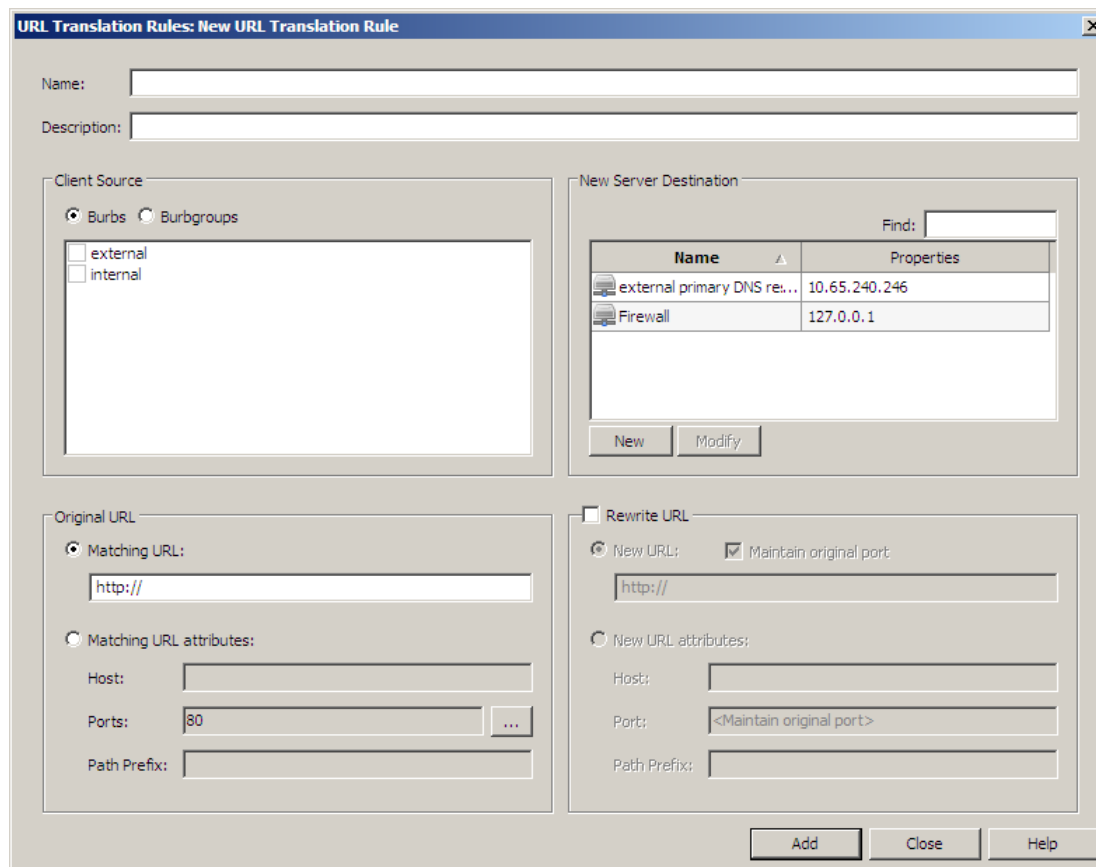 URL Translation Rules: New URL Translation Rule
Name:
Description:
Client Source
Burbs Burbgroups
external
internal
New Server Destination
Find:
Name Properties
external primary DNS re:... 10.65.240.246
Firewall 127.0.0.1
New Modify
Original URL
Matching URL:
http://
Matching URL attributes:
Host:
Ports: 80 ...
Path Prefix:
Rewrite URL
New URL: Maintain original port
http://
New URL attributes:
Host:
Port: <Maintain original port>
Path Prefix:
Add Close Help